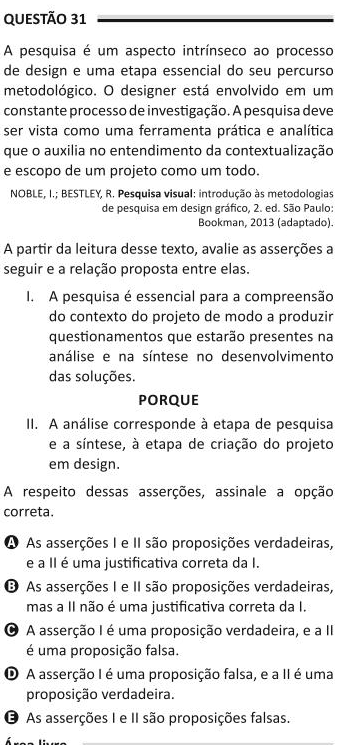 QUESTÃO 31
A pesquisa é um aspecto intrínseco ao processo
de design e uma etapa essencial do seu percurso
metodológico. O designer está envolvido em um
constante processo de investigação. A pesquisa deve
ser vista como uma ferramenta prática e analítica
que o auxilia no entendimento da contextualização
e escopo de um projeto como um todo.
NOBLE, I.; BESTLEY, R. Pesquisa visual: introdução às metodologias
de pesquisa em design gráfico, 2. ed. São Paulo:
Bookman, 2013 (adaptado).
A partir da leitura desse texto, avalie as asserções a
seguir e a relação proposta entre elas.
I. A pesquisa é essencial para a compreensão
do contexto do projeto de modo a produzir
questionamentos que estarão presentes na
análise e na síntese no desenvolvimento
das soluções.
PORQUE
II. A análise corresponde à etapa de pesquisa
e a síntese, à etapa de criação do projeto
em design.
A respeito dessas asserções, assinale a opção
correta.
A As asserções I e II são proposições verdadeiras,
e a II é uma justificativa correta da I.
B As asserções I e II são proposições verdadeiras,
mas a II não é uma justificativa correta da I.
C A asserção I é uma proposição verdadeira, e a II
é uma proposição falsa.
D A asserção I é uma proposição falsa, e a II é uma
proposição verdadeira.
E As asserções I e II são proposições falsas.
Área livre